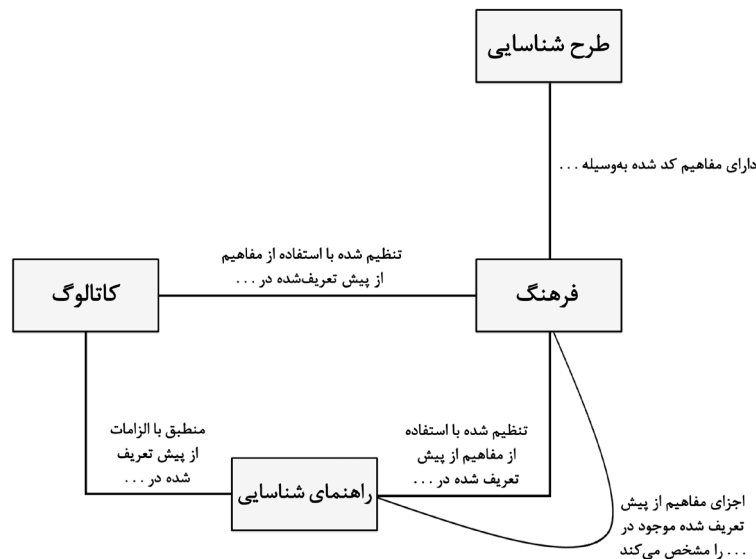 طرح شناسایی
دارای مفاهیم کد شده به‌وسیله ...
تنظیم شده با استفاده از مفاهیم
از پیش تعریف‌شده در ...
فرهنگ
کاتالوگ
تنظیم شده با استفاده
از مفاهیم از پیش
تعریف شده در ...
منطبق با الزامات
از پیش تعریف
شده در ...
راهنمای شناسایی
اجزای مفاهیم از پیش
تعریف شده موجود در
... را مشخص می‌کند